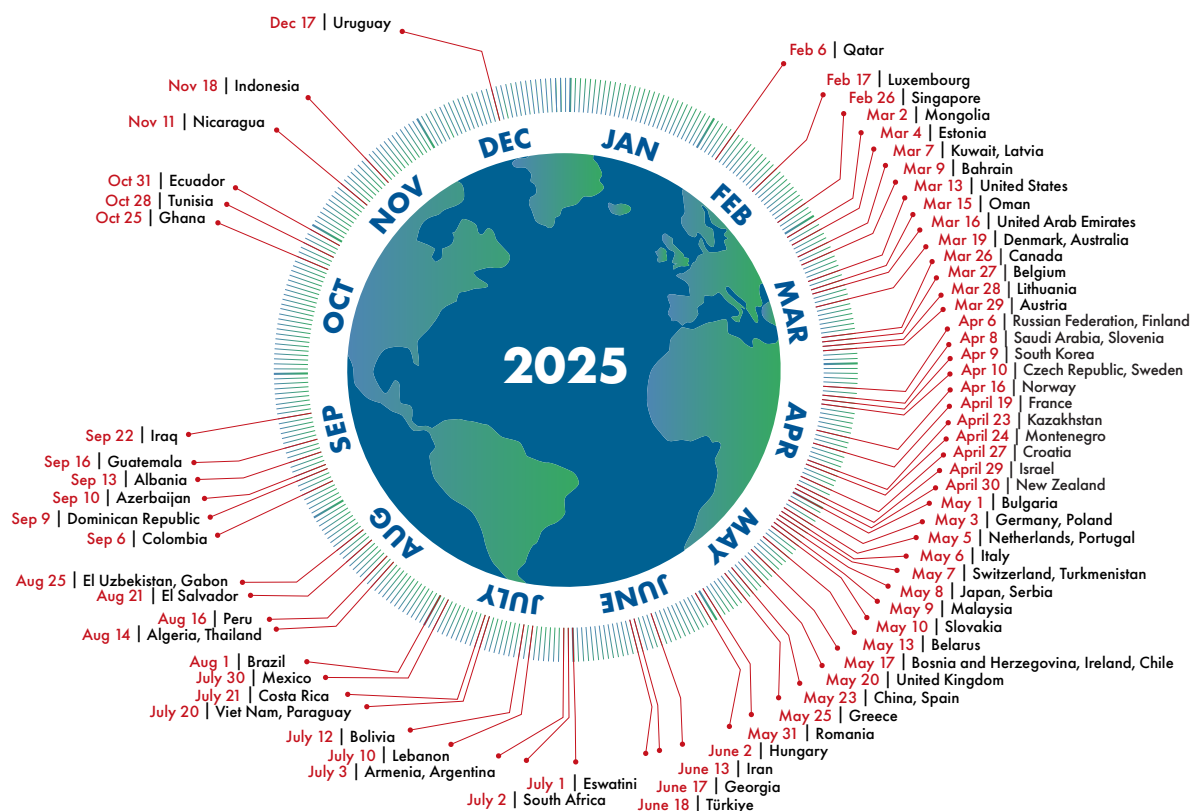 Dec 17 | Uruguay
Nov 18 | Indonesia
Nov 11 | Nicaragua
Oct 31 | Ecuador
Oct 28 | Tunisia
Oct 25 | Ghana
Sep 22 | Iraq
Sep 16 | Guatemala
Sep 13 | Albania
Sep 10 | Azerbaijan
Sep 9 | Dominican Republic
Sep 6 | Colombia
Aug 25 | El Uzbekistan, Gabon
Aug 21 | El Salvador
Aug 16 | Peru
Aug 14 | Algeria, Thailand
Aug 1 | Brazil
July 30 | Mexico
July 21 | Costa Rica
July 20 | Viet Nam, Paraguay
July 12 | Bolivia
July 10 | Lebanon
July 3 | Armenia, Argentina
July 1 | Eswatini
July 2 | South Africa
Feb 6 | Qatar
Feb 17 | Luxembourg
Feb 26 | Singapore
Mar 2 | Mongolia
Mar 4 | Estonia
Mar 7 | Kuwait, Latvia
Mar 9 | Bahrain
Mar 13 | United States
Mar 15 | Oman
Mar 16 | United Arab Emirates
Mar 19 | Denmark, Australia
Mar 26 | Canada
Mar 27 | Belgium
Mar 28 | Lithuania
Mar 29 | Austria
Apr 6 | Russian Federation, Finland
Apr 8 | Saudi Arabia, Slovenia
Apr 9 | South Korea
Apr 10 | Czech Republic, Sweden
Apr 16 | Norway
April 19 | France
April 23 | Kazakhstan
April 24 | Montenegro
April 27 | Croatia
April 29 | Israel
April 30 | New Zealand
May 1 | Bulgaria
May 3 | Germany, Poland
May 5 | Netherlands, Portugal
May 6 | Italy
May 7 | Switzerland, Turkmenistan
May 8 | Japan, Serbia
May 9 | Malaysia
May 10 | Slovakia
May 13 | Belarus
May 17 | Bosnia and Herzegovina, Ireland, Chile
May 20 | United Kingdom
May 23 | China, Spain
May 25 | Greece
May 31 | Romania
June 2 | Hungary
June 13 | Iran
June 17 | Georgia
June 18 | Türkiye
JAN
FEB
MAR
APR
MAY
JUNE
JULY
AUG
SEP
OCT
NOV
DEC
2025